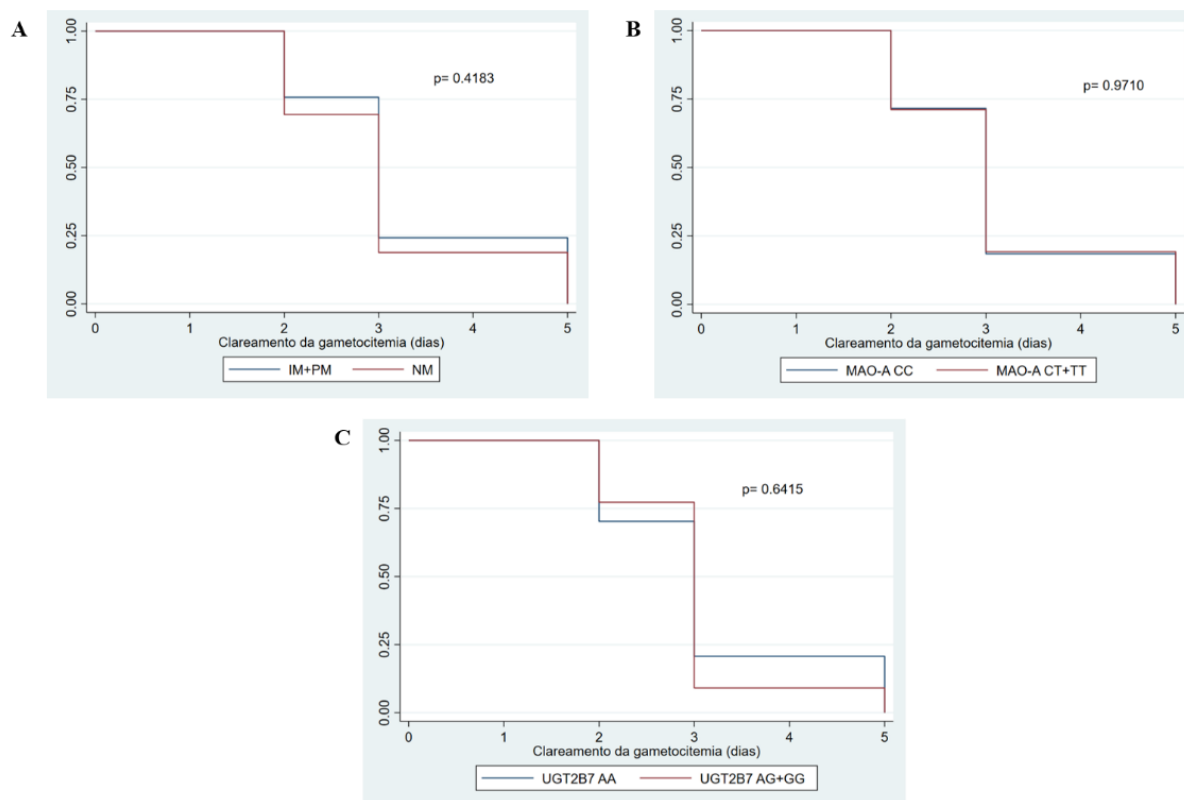 A
1.00
0.75
0.50
0.25
0.00
p= 0.4183
0 1 2 3 4 5
Clareamento da gametocitemia (dias)
IM+PM NM
B
1.00
0.75
0.50
0.25
0.00
p= 0.9710
0 1 2 3 4 5
Clareamento da gametocitemia (dias)
MAO-A CC MAO-A CT+TT
C
1.00
0.75
0.50
0.25
0.00
p= 0.6415
0 1 2 3 4 5
Clareamento da gametocitemia (dias)
UGT2B7 AA UGT2B7 AG+GG